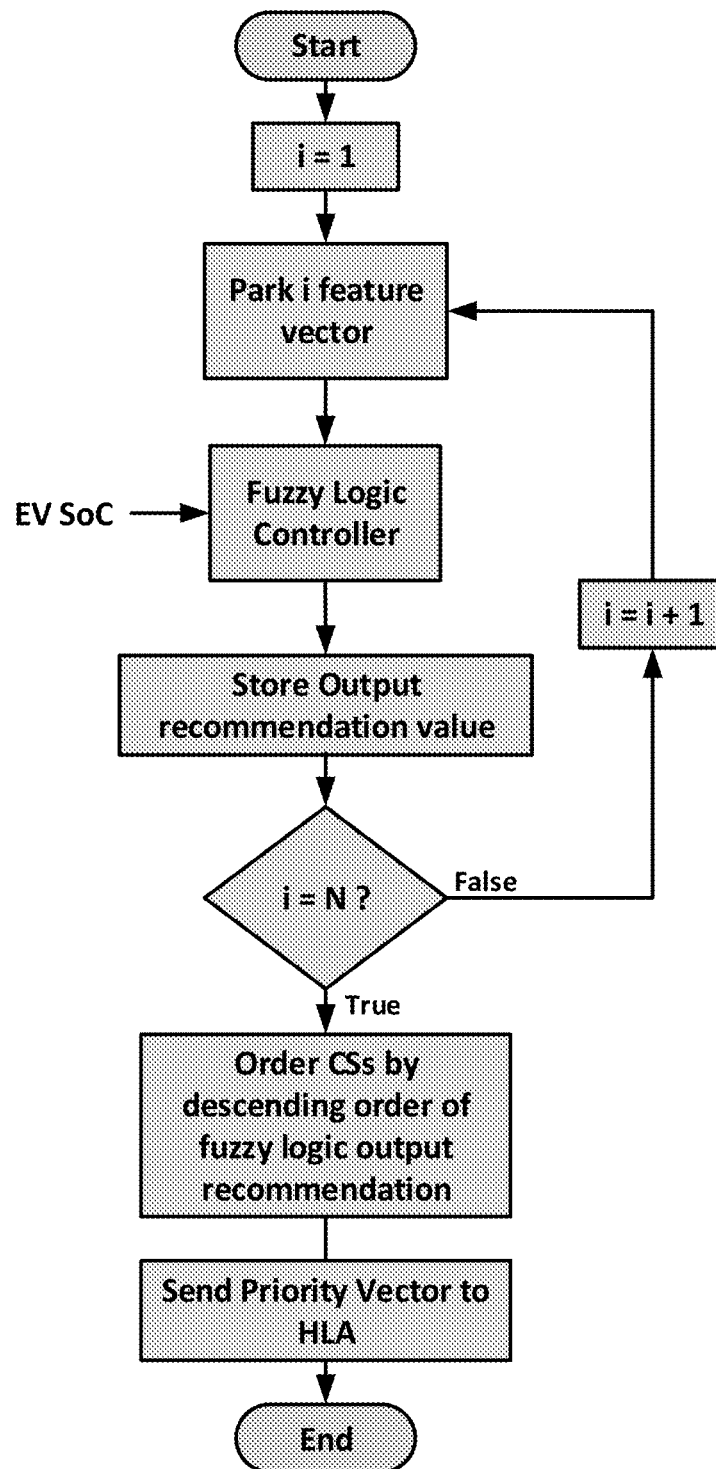 Start
i = 1
Park i feature
vector
EV SoC
Fuzzy Logic
Controller
i = i + 1
Store Output
recommendation value
i = N ?
False
True
Order CSs by
descending order of
fuzzy logic output
recommendation
Send Priority Vector to
HLA
End